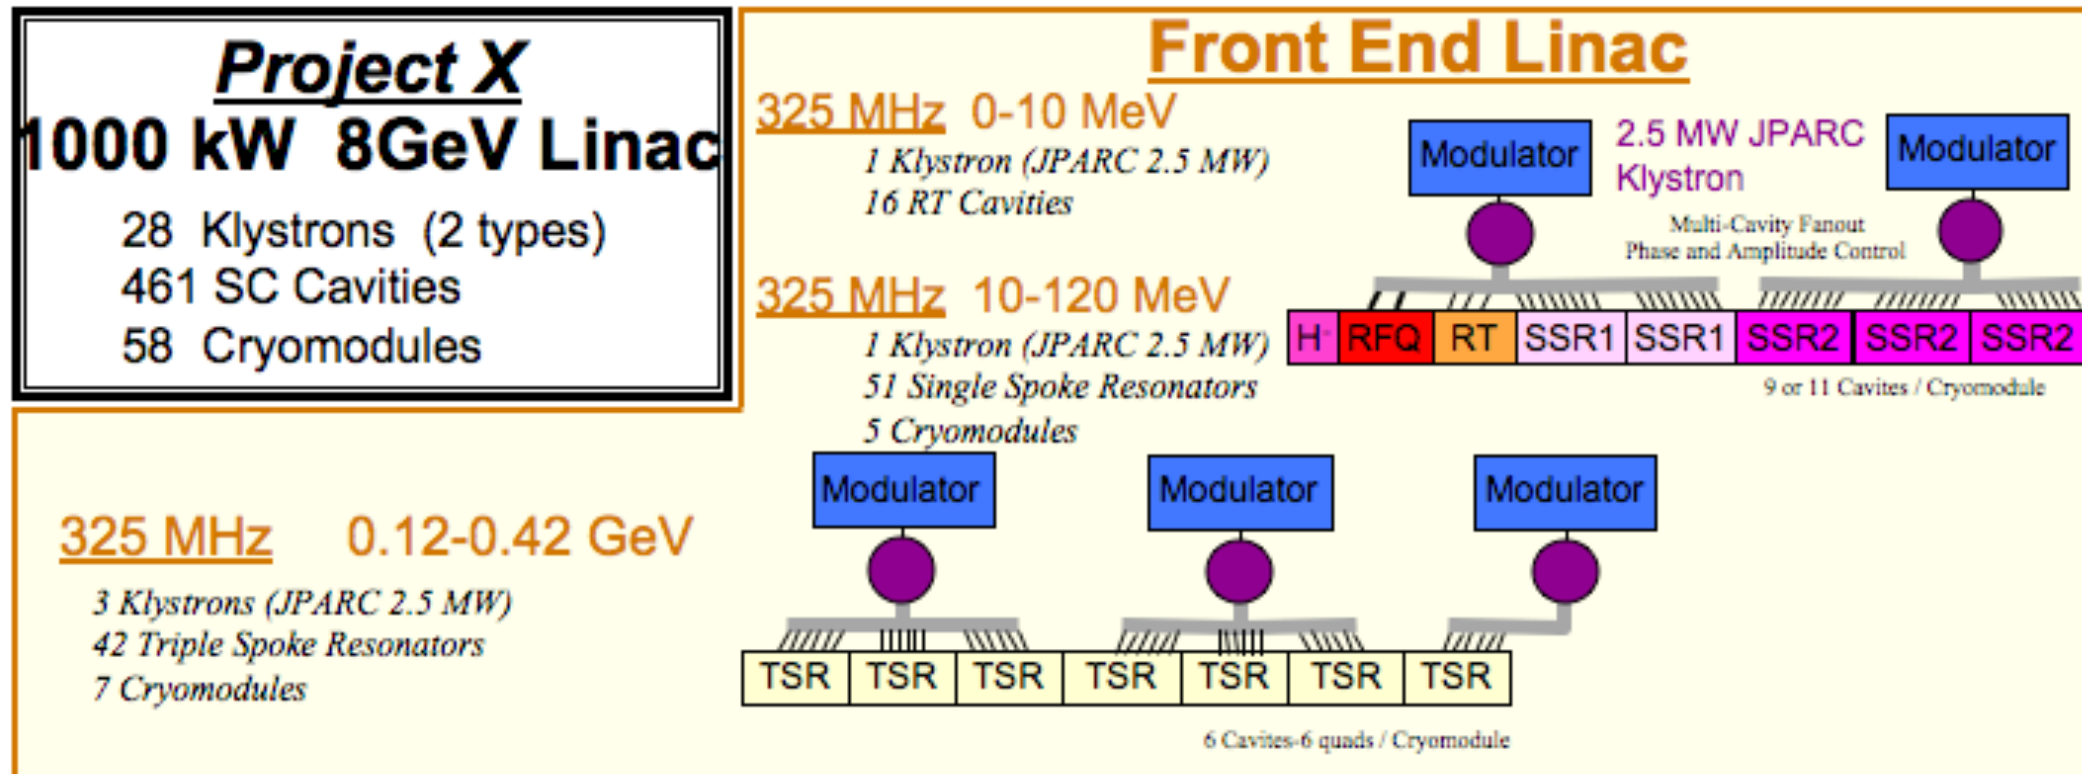 Project X
1000 kW 8GeV Linac
28 Klystrons (2 types)
461 SC Cavities
58 Cryomodules
Front End Linac
325 MHz 0-10 MeV
1 Klystron (JPARC 2.5 MW)
16 RT Cavities
325 MHz 10-120 MeV
1 Klystron (JPARC 2.5 MW)
51 Single Spoke Resonators
5 Cryomodules
Modulator
2.5 MW JPARC
Klystron
Modulator
Multi-Cavity Fanout
Phase and Amplitude Control
H- RFQ RT SSR1 SSR1 SSR2 SSR2 SSR2
9 or 11 Cavites / Cryomodule
325 MHz 0.12-0.42 GeV
3 Klystrons (JPARC 2.5 MW)
42 Triple Spoke Resonators
7 Cryomodules
Modulator Modulator Modulator
TSR TSR TSR TSR TSR TSR TSR
6 Cavites-6 quads / Cryomodule